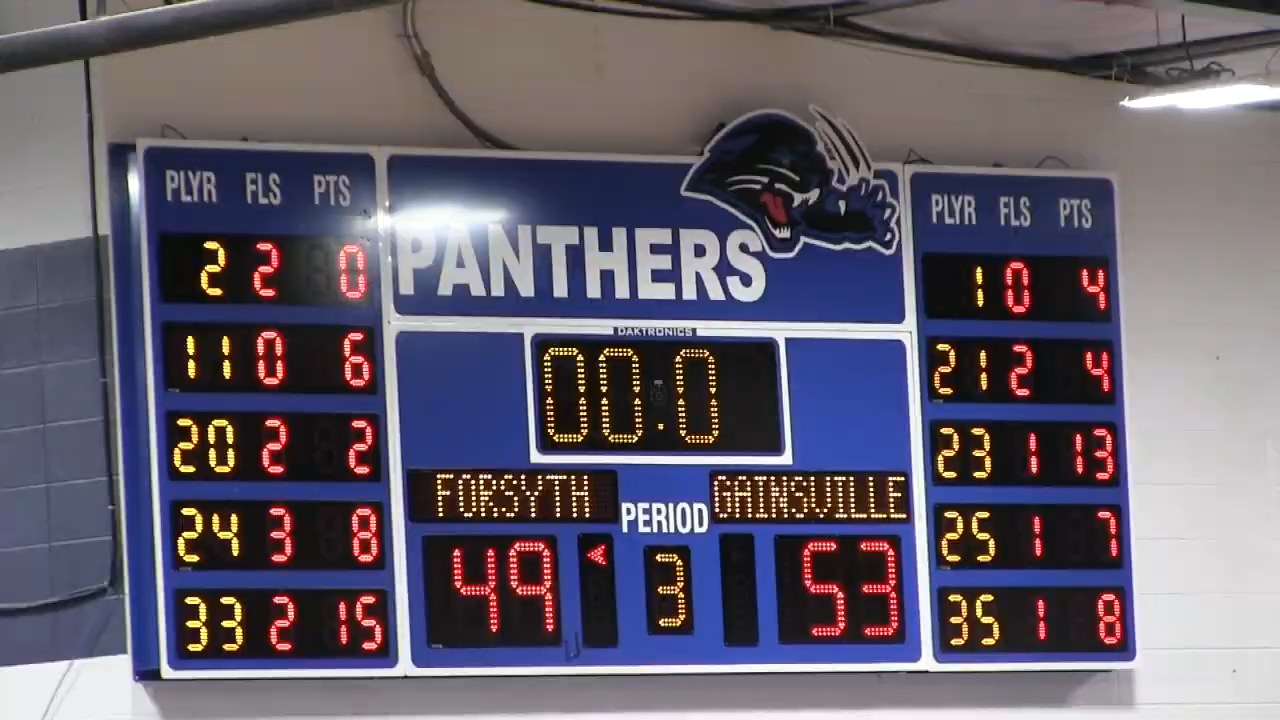 PLYR FLS PTS
2 2 0
11 0 6
20 2 2
24 3 8
33 2 15
PANTHERS
DAKTRONICS
00.0
FORSYTH PERIOD GAINSVILLE
49 3 53
PLYR FLS PTS
1 0 4
21 2 4
23 1 13
25 1 7
35 1 8